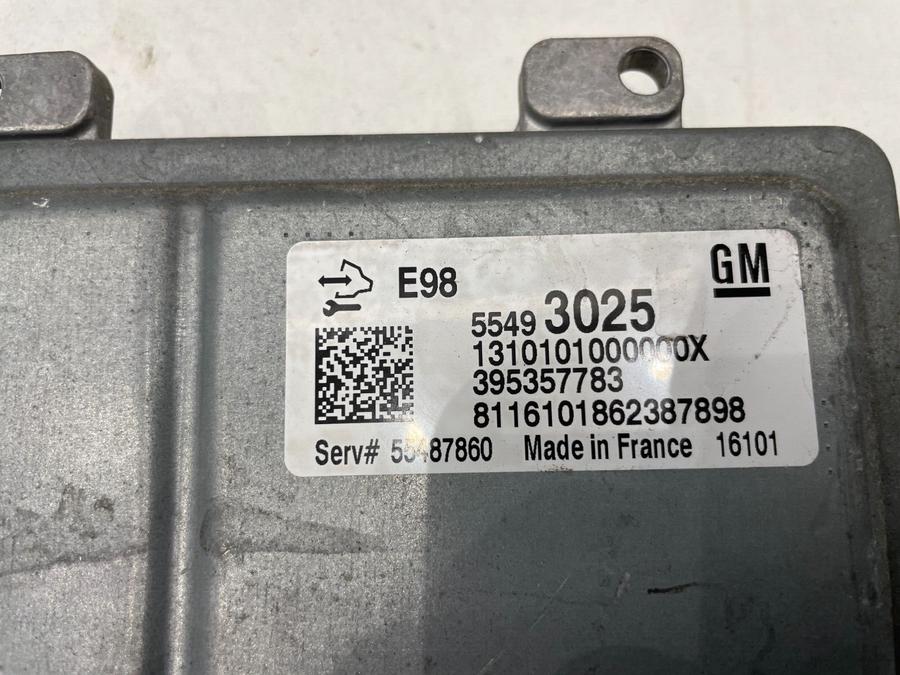 E98
GM
5549 3025
1310101000000X
395357783
8116101862387898
Serv# 55487860 Made in France 16101